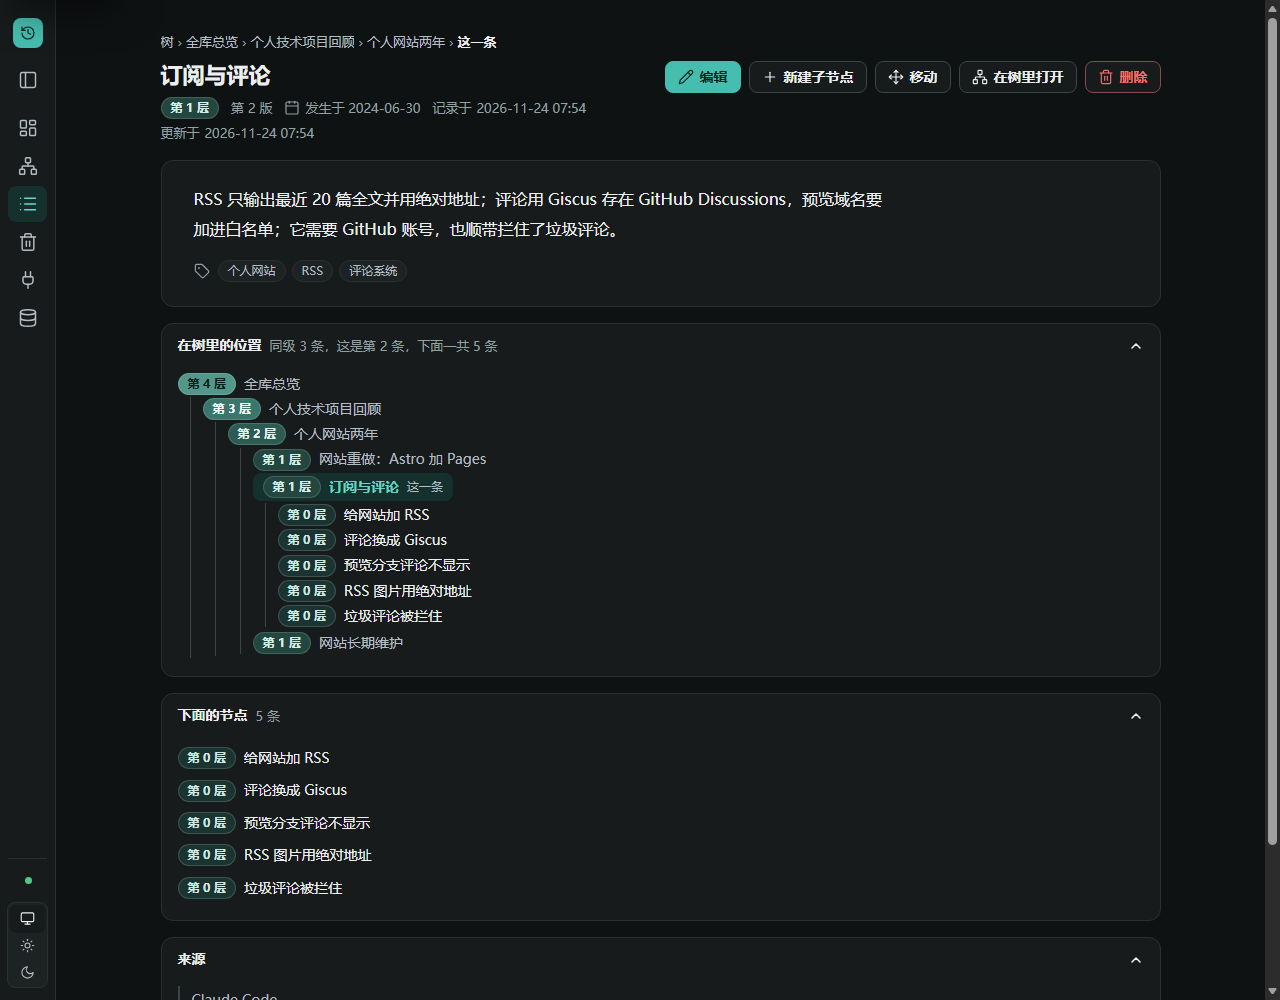 树 › 全库总览 › 个人技术项目回顾 › 个人网站两年 › 这一条
订阅与评论
编辑
新建子节点
移动
在树里打开
删除
第 1 层 第 2 版 发生于 2024-06-30 记录于 2026-11-24 07:54
更新于 2026-11-24 07:54
RSS 只输出最近 20 篇全文并用绝对地址；评论用 Giscus 存在 GitHub Discussions，预览域名要
加进白名单；它需要 GitHub 账号，也顺带拦住了垃圾评论。
个人网站 RSS 评论系统
在树里的位置 同级 3 条，这是第 2 条，下面一共 5 条
第 4 层 全库总览
第 3 层 个人技术项目回顾
第 2 层 个人网站两年
第 1 层 网站重做：Astro 加 Pages
第 1 层 订阅与评论 这一条
第 0 层 给网站加 RSS
第 0 层 评论换成 Giscus
第 0 层 预览分支评论不显示
第 0 层 RSS 图片用绝对地址
第 0 层 垃圾评论被拦住
第 1 层 网站长期维护
下面的节点 5 条
第 0 层 给网站加 RSS
第 0 层 评论换成 Giscus
第 0 层 预览分支评论不显示
第 0 层 RSS 图片用绝对地址
第 0 层 垃圾评论被拦住
来源
Claude Code